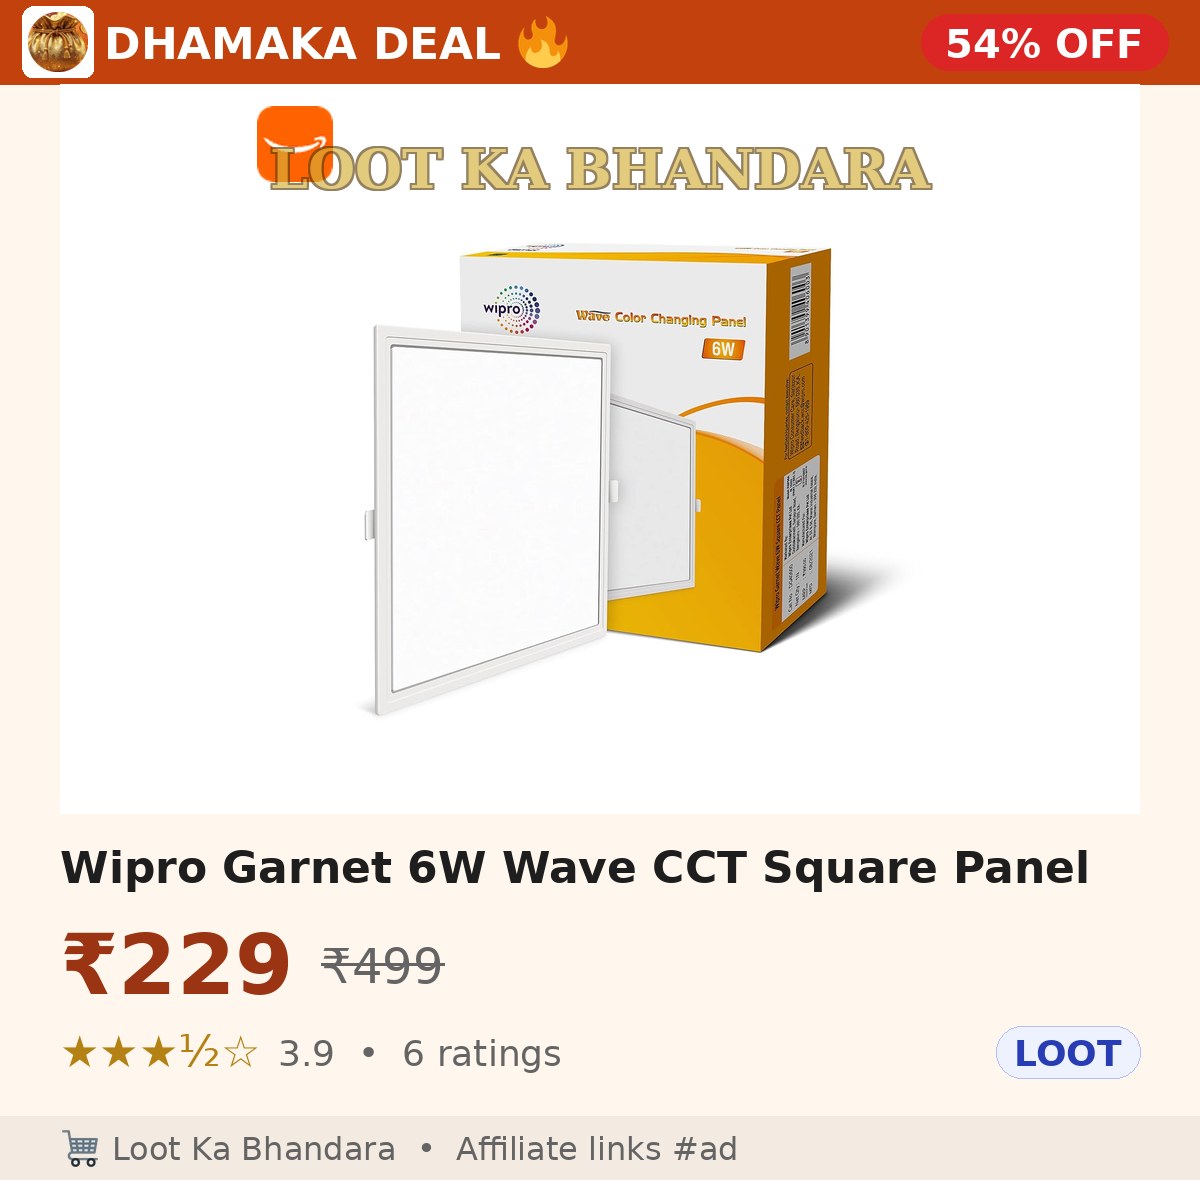 DHAMAKA DEAL 🔥
54% OFF
LOOT KA BHANDARA
wipro
Wave Color Changing Panel
6W
Wipro Garnet 6W Wave CCT Square Panel
₹229 ₹499
★★★½☆ 3.9 • 6 ratings
LOOT
🛒 Loot Ka Bhandara • Affiliate links #ad